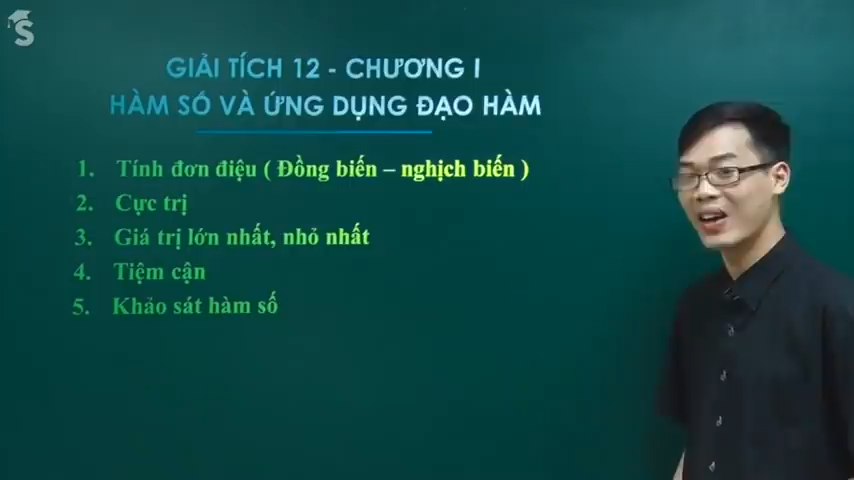 S
GIẢI TÍCH 12 - CHƯƠNG I
HÀM SỐ VÀ ỨNG DỤNG ĐẠO HÀM
1. Tính đơn điệu ( Đồng biến – nghịch biến )
2. Cực trị
3. Giá trị lớn nhất, nhỏ nhất
4. Tiệm cận
5. Khảo sát hàm số